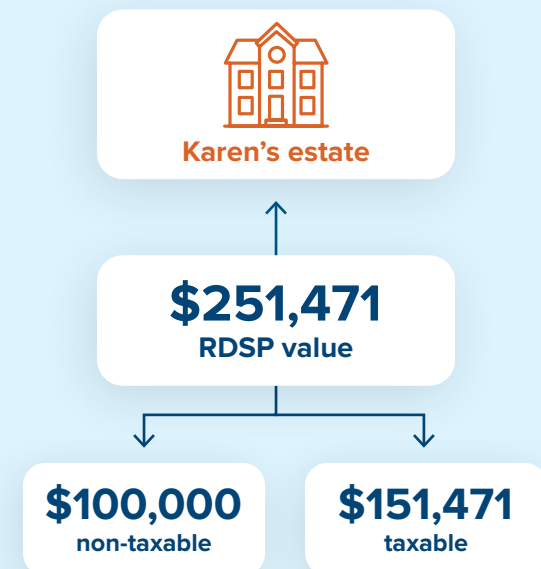 Karen’s estate
$251,471
RDSP value
$100,000
non-taxable
$151,471
taxable